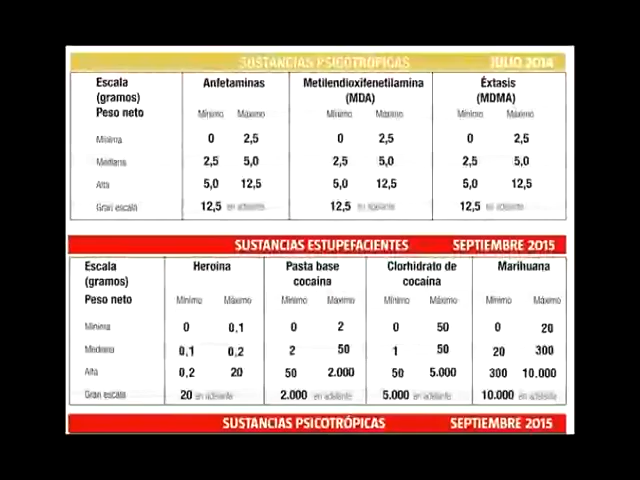 SUSTANCIAS PSICOTRÓPICAS JULIO 2014
Escala (gramos) Peso neto Anfetaminas Metilendioxifenetilamina (MDA) Éxtasis (MDMA)
Mínimo Máximo Mínimo Máximo Mínimo Máximo
Mínima 0 2,5 0 2,5 0 2,5
Mediana 2,5 5,0 2,5 5,0 2,5 5,0
Alta 5,0 12,5 5,0 12,5 5,0 12,5
Gran escala 12,5 en adelante 12,5 en adelante 12,5 en adelante
SUSTANCIAS ESTUPEFACIENTES SEPTIEMBRE 2015
Escala (gramos) Peso neto Heroina Pasta base cocaína Clorhidrato de cocaína Marihuana
Mínimo Máximo Mínimo Máximo Mínimo Máximo Mínimo Máximo
Mínima 0 0,1 0 2 0 50 0 20
Mediana 0,1 0,2 2 50 1 50 20 300
Alta 0,2 20 50 2.000 50 5.000 300 10.000
Gran escala 20 en adelante 2.000 en adelante 5.000 en adelante 10.000 en adelante
SUSTANCIAS PSICOTRÓPICAS SEPTIEMBRE 2015